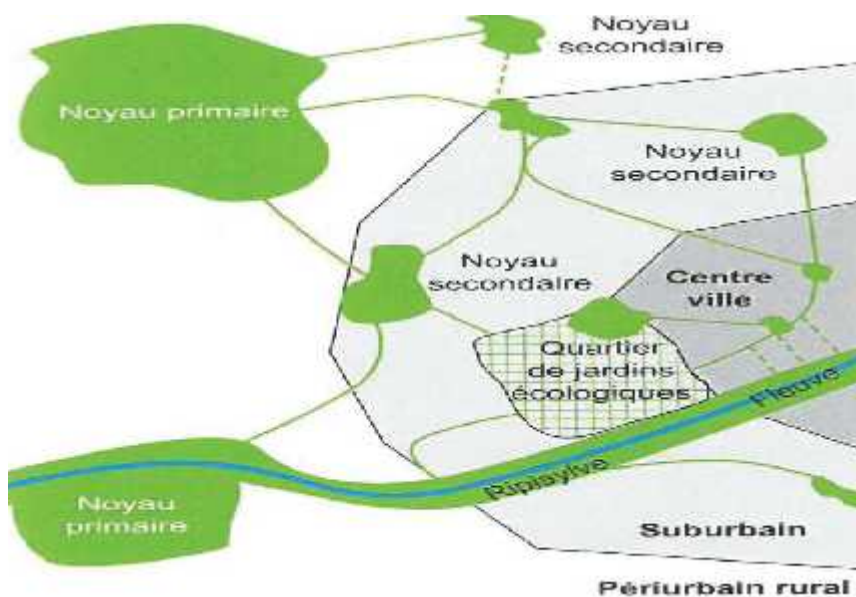 Noyau
secondaire
Noyau primaire
Noyau
secondaire
Noyau
secondaire
Centre
ville
Quartier
de jardins
écologiques
Fleuve
Ripisylve
Noyau
primaire
Suburbain
Périurbain rural